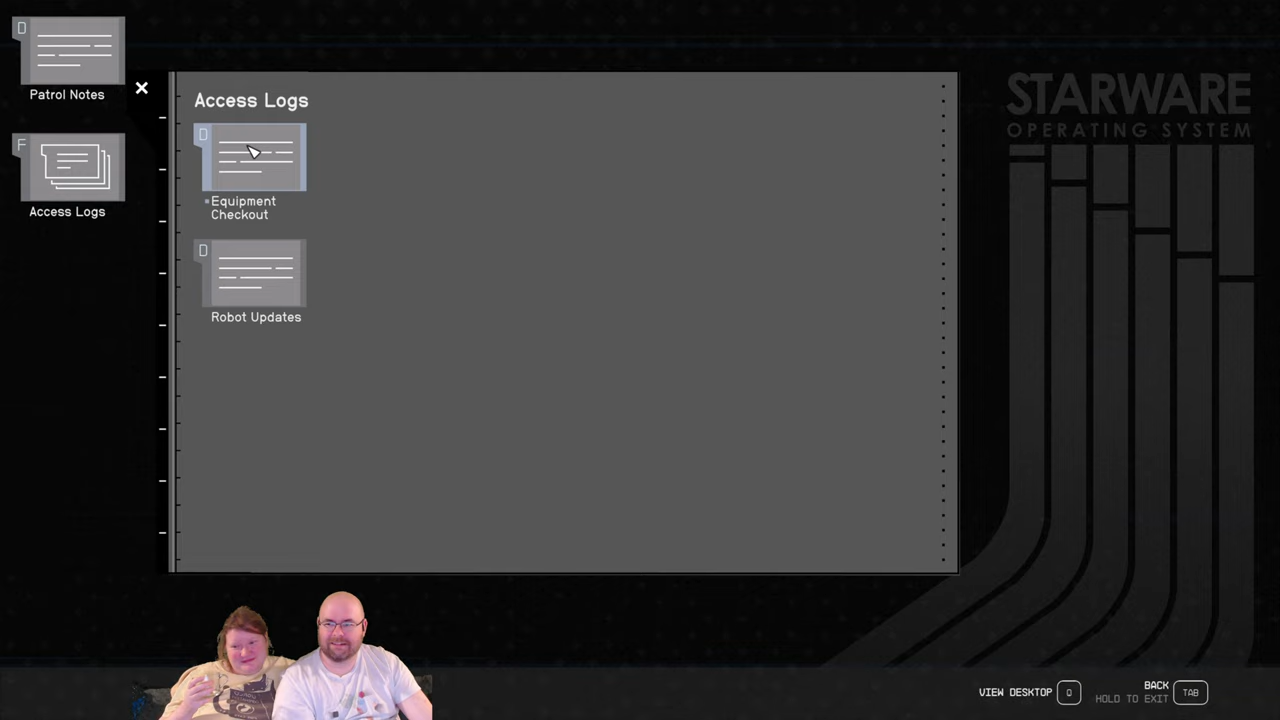 D
Patrol Notes
F
Access Logs
Access Logs
D
Equipment
Checkout
D
Robot Updates
STARWARE
OPERATING SYSTEM
VIEW DESKTOP Q
BACK
HOLD TO EXIT TAB